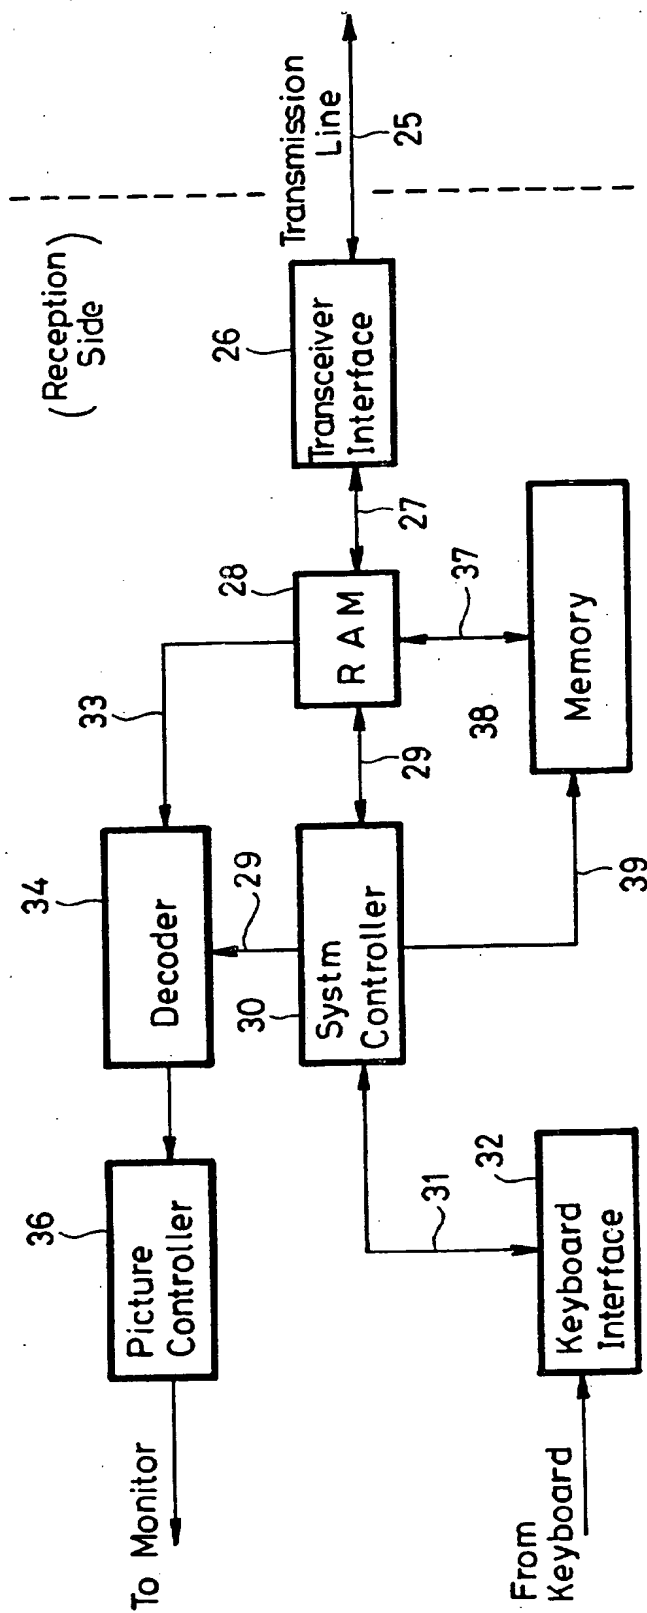 (Reception
Side)
Transmission
Line
25
26
Transceiver
Interface
27
28
RAM
33
37
29
38
Memory
34
Decoder
29
30
Systm
Controller
39
36
Picture
Controller
31
32
Keyboard
Interface
To Monitor
From
Keyboard